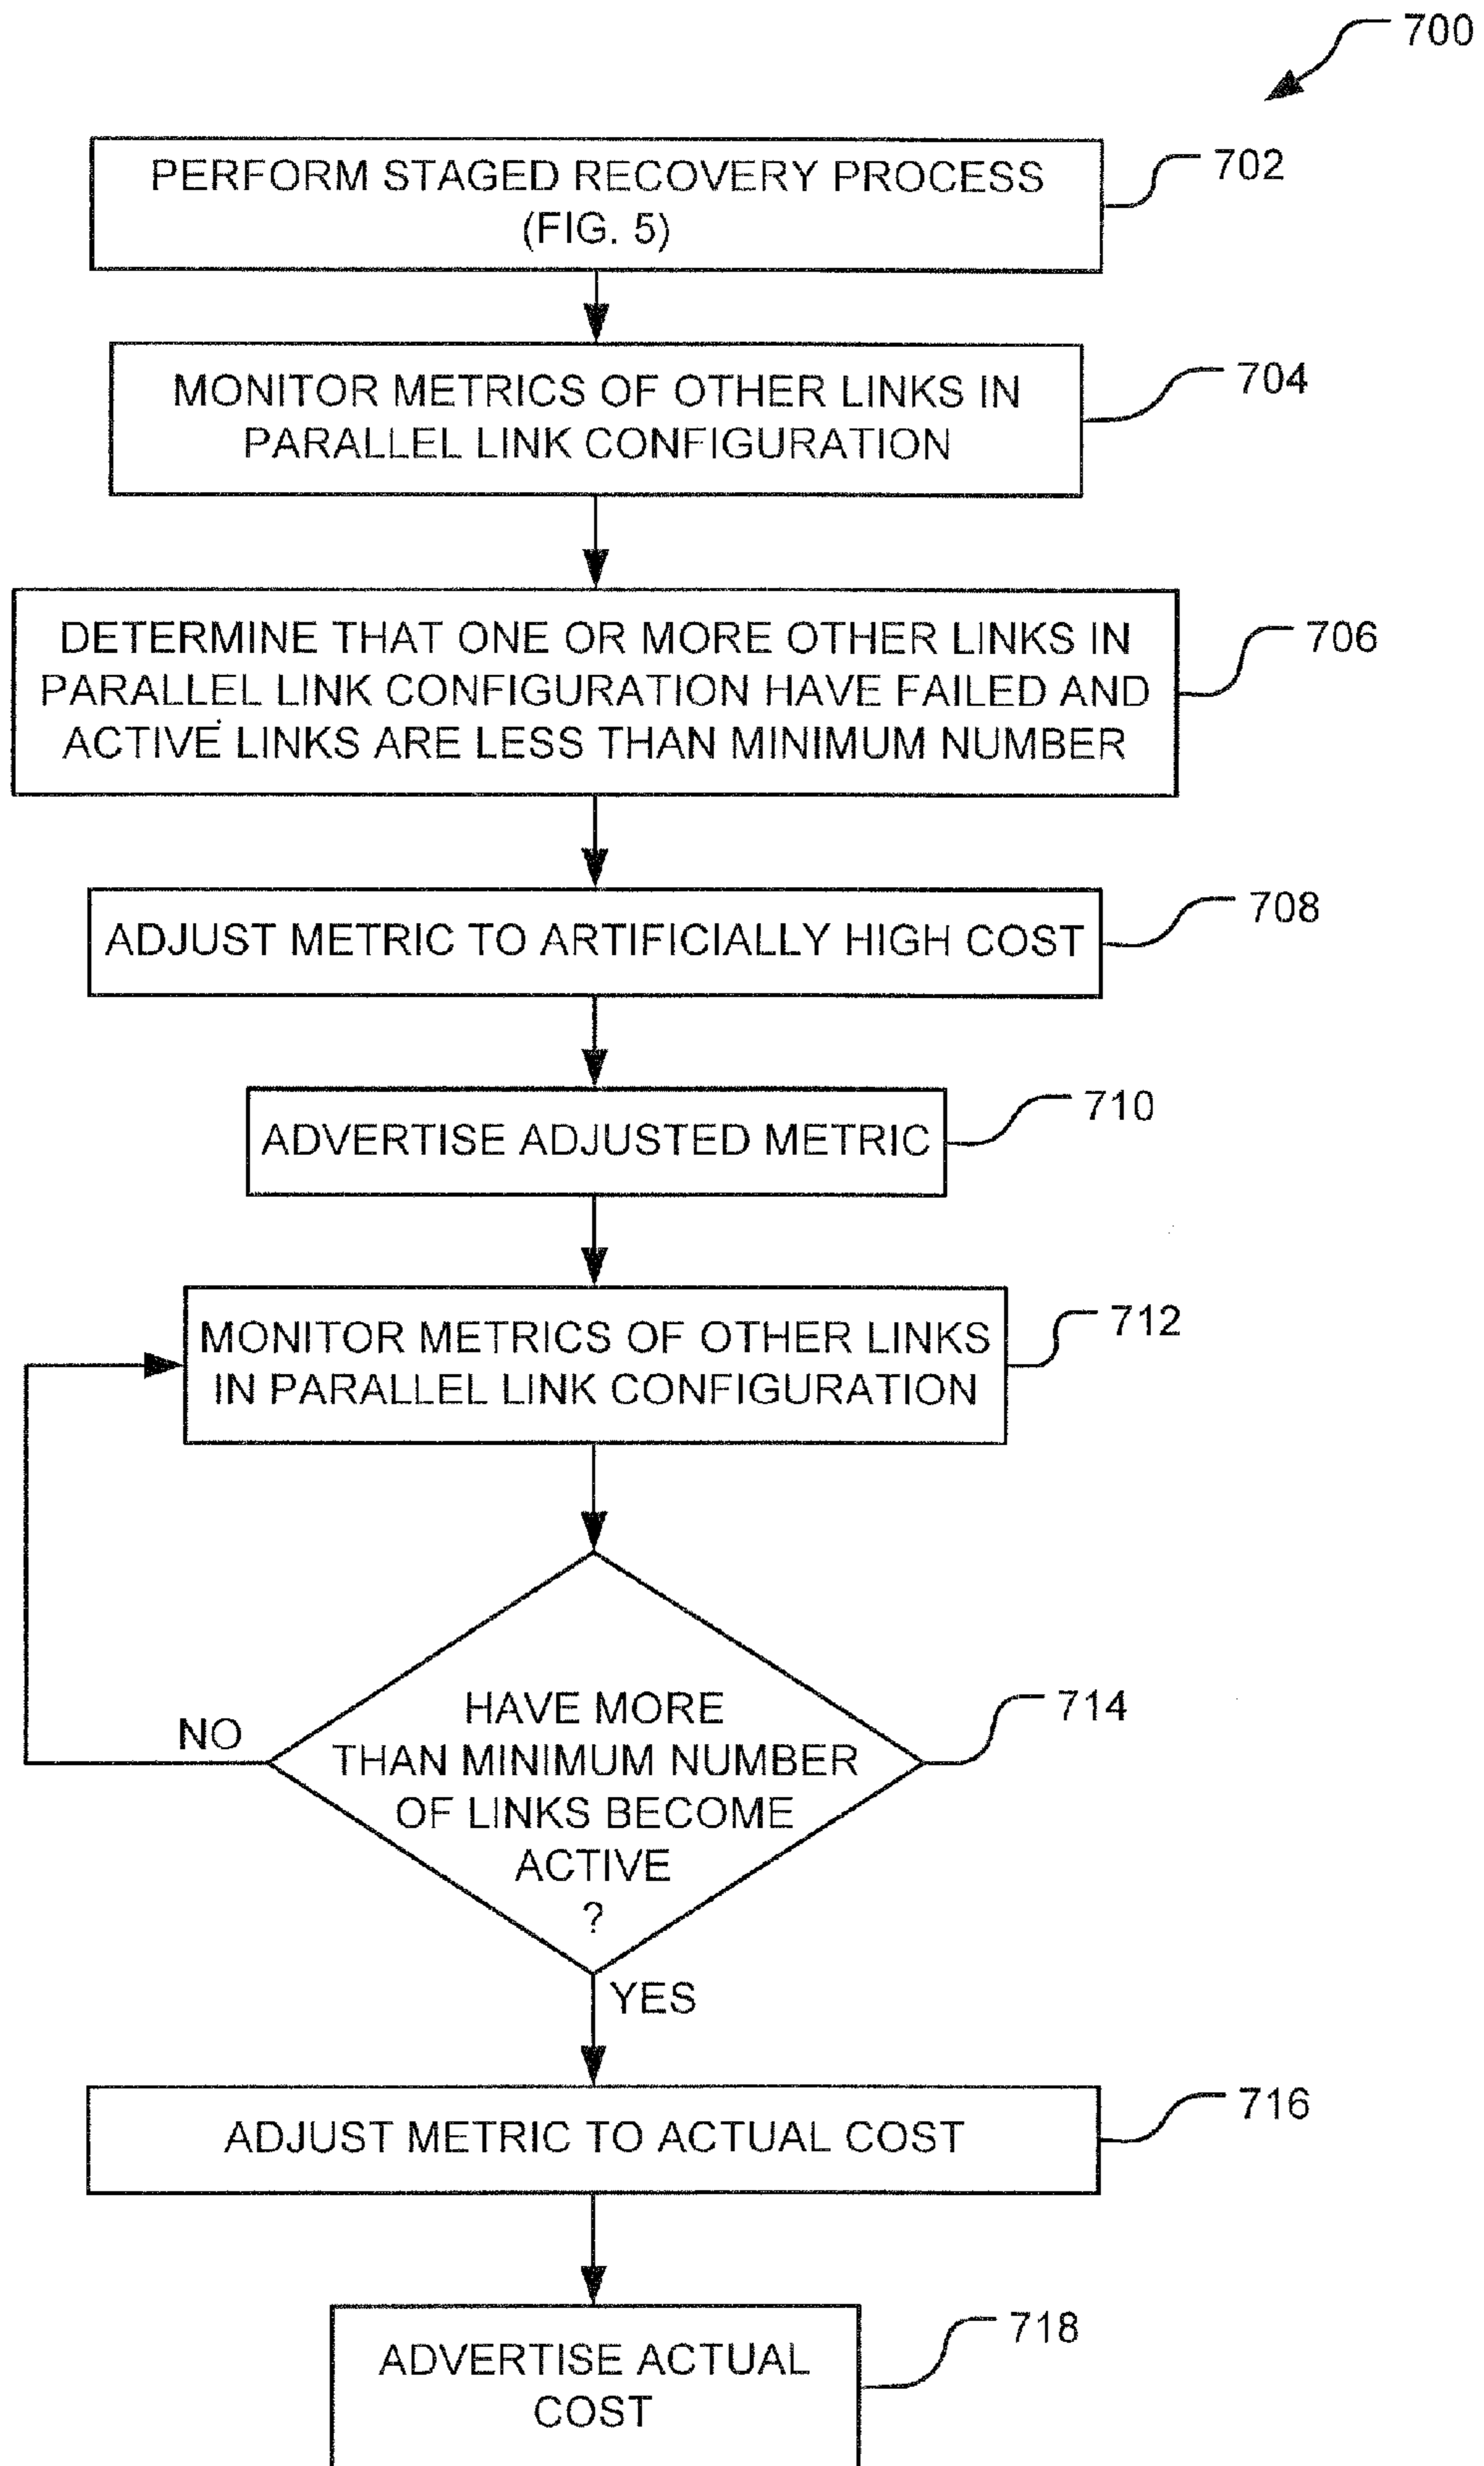 700
PERFORM STAGED RECOVERY PROCESS
(FIG. 5)
702
MONITOR METRICS OF OTHER LINKS IN
PARALLEL LINK CONFIGURATION
704
DETERMINE THAT ONE OR MORE OTHER LINKS IN
PARALLEL LINK CONFIGURATION HAVE FAILED AND
ACTIVE LINKS ARE LESS THAN MINIMUM NUMBER
706
ADJUST METRIC TO ARTIFICIALLY HIGH COST
708
ADVERTISE ADJUSTED METRIC
710
MONITOR METRICS OF OTHER LINKS
IN PARALLEL LINK CONFIGURATION
712
HAVE MORE
THAN MINIMUM NUMBER
OF LINKS BECOME
ACTIVE
?
714
NO
YES
ADJUST METRIC TO ACTUAL COST
716
ADVERTISE ACTUAL
COST
718